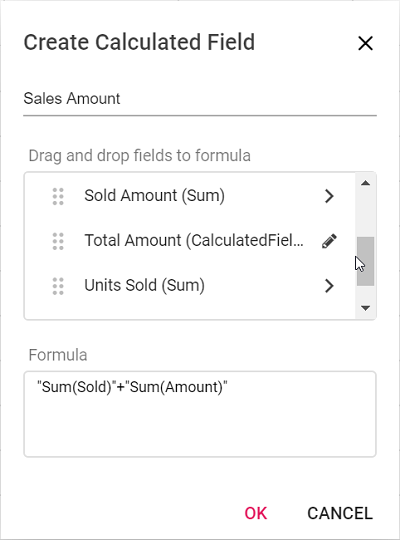 Create Calculated Field
Sales Amount
Drag and drop fields to formula
Sold Amount (Sum)
Total Amount (CalculatedFiel...
Units Sold (Sum)
Formula
"Sum(Sold)"+"Sum(Amount)"
OK CANCEL